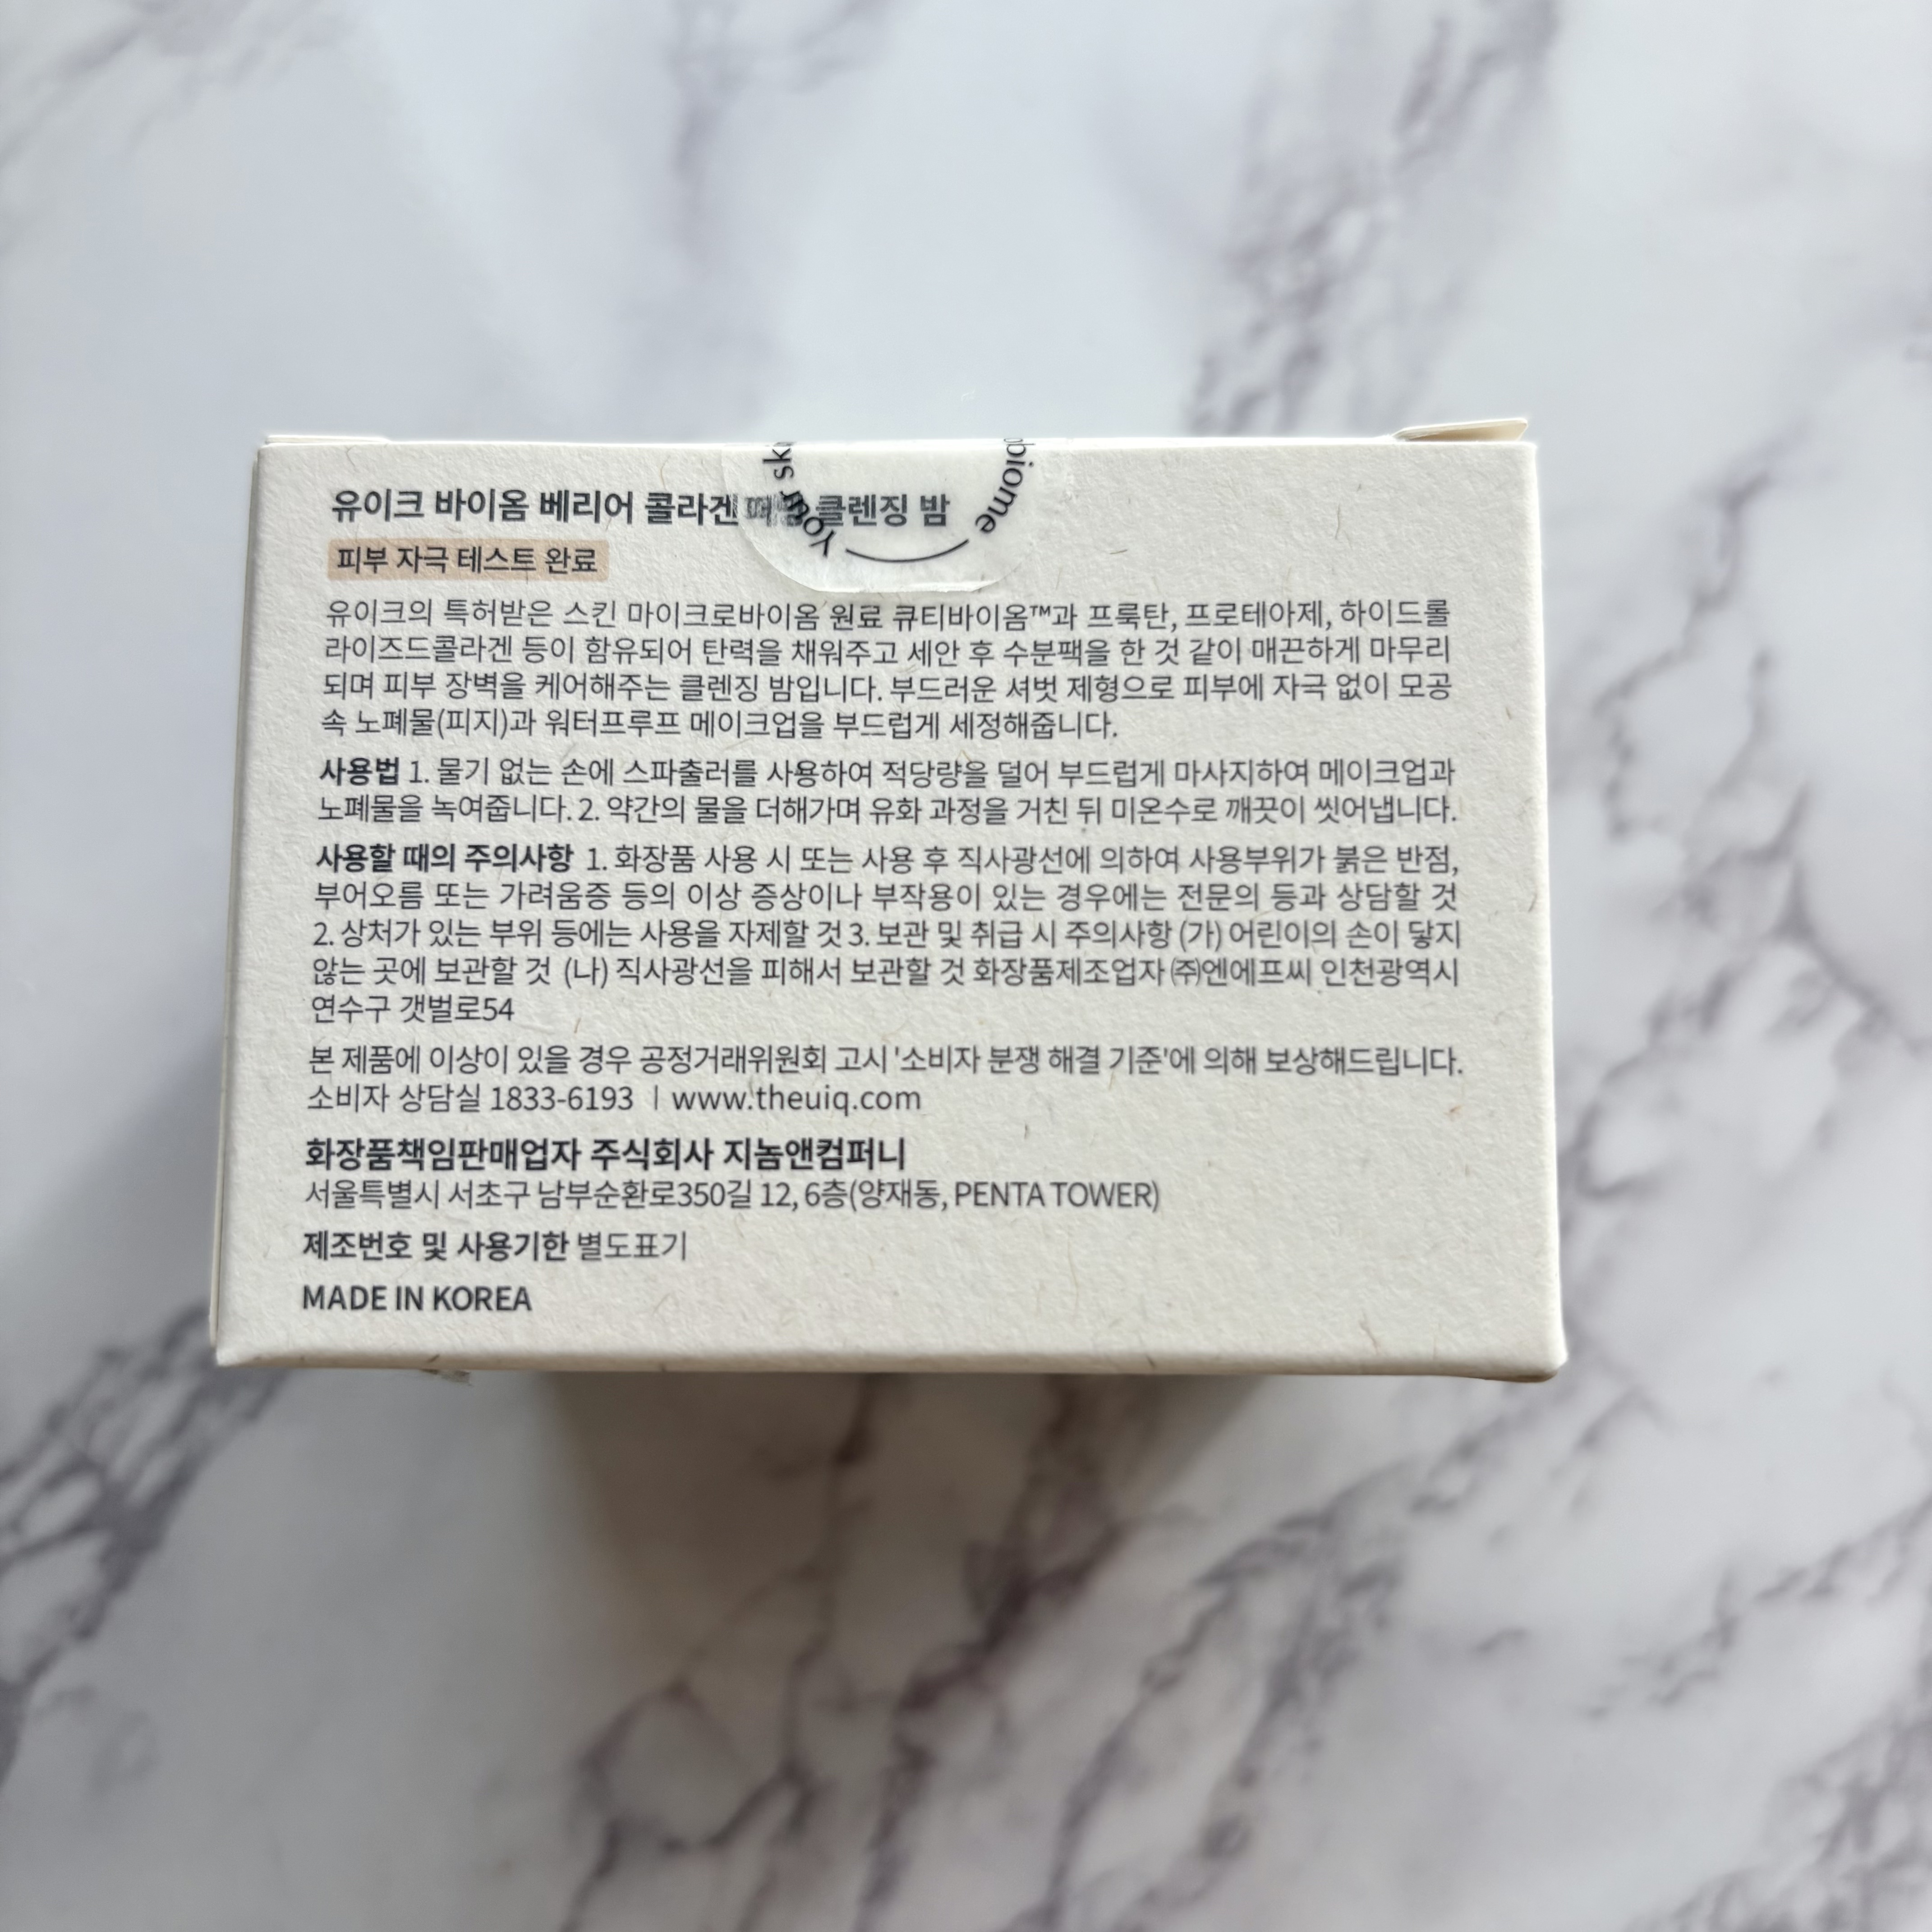 유이크 바이옴 베리어 콜라겐 클렌징 밤
Your skin
biome
피부 자극 테스트 완료
유이크의 특허받은 스킨 마이크로바이옴 원료 큐티바이옴™과 프룩탄, 프로테아제, 하이드롤
라이즈드콜라겐 등이 함유되어 탄력을 채워주고 세안 후 수분팩을 한 것 같이 매끈하게 마무리
되며 피부 장벽을 케어해주는 클렌징 밤입니다. 부드러운 셔벗 제형으로 피부에 자극 없이 모공
속 노폐물(피지)과 워터프루프 메이크업을 부드럽게 세정해줍니다.
사용법 1. 물기 없는 손에 스파출러를 사용하여 적당량을 덜어 부드럽게 마사지하여 메이크업과
노폐물을 녹여줍니다. 2. 약간의 물을 더해가며 유화 과정을 거친 뒤 미온수로 깨끗이 씻어냅니다.
사용할 때의 주의사항 1. 화장품 사용 시 또는 사용 후 직사광선에 의하여 사용부위가 붉은 반점,
부어오름 또는 가려움증 등의 이상 증상이나 부작용이 있는 경우에는 전문의 등과 상담할 것
2. 상처가 있는 부위 등에는 사용을 자제할 것 3. 보관 및 취급 시 주의사항 (가) 어린이의 손이 닿지
않는 곳에 보관할 것 (나) 직사광선을 피해서 보관할 것 화장품제조업자 ㈜엔에프씨 인천광역시
연수구 갯벌로54
본 제품에 이상이 있을 경우 공정거래위원회 고시 '소비자 분쟁 해결 기준'에 의해 보상해드립니다.
소비자 상담실 1833-6193 | www.theuiq.com
화장품책임판매업자 주식회사 지놈앤컴퍼니
서울특별시 서초구 남부순환로350길 12, 6층(양재동, PENTA TOWER)
제조번호 및 사용기한 별도표기
MADE IN KOREA